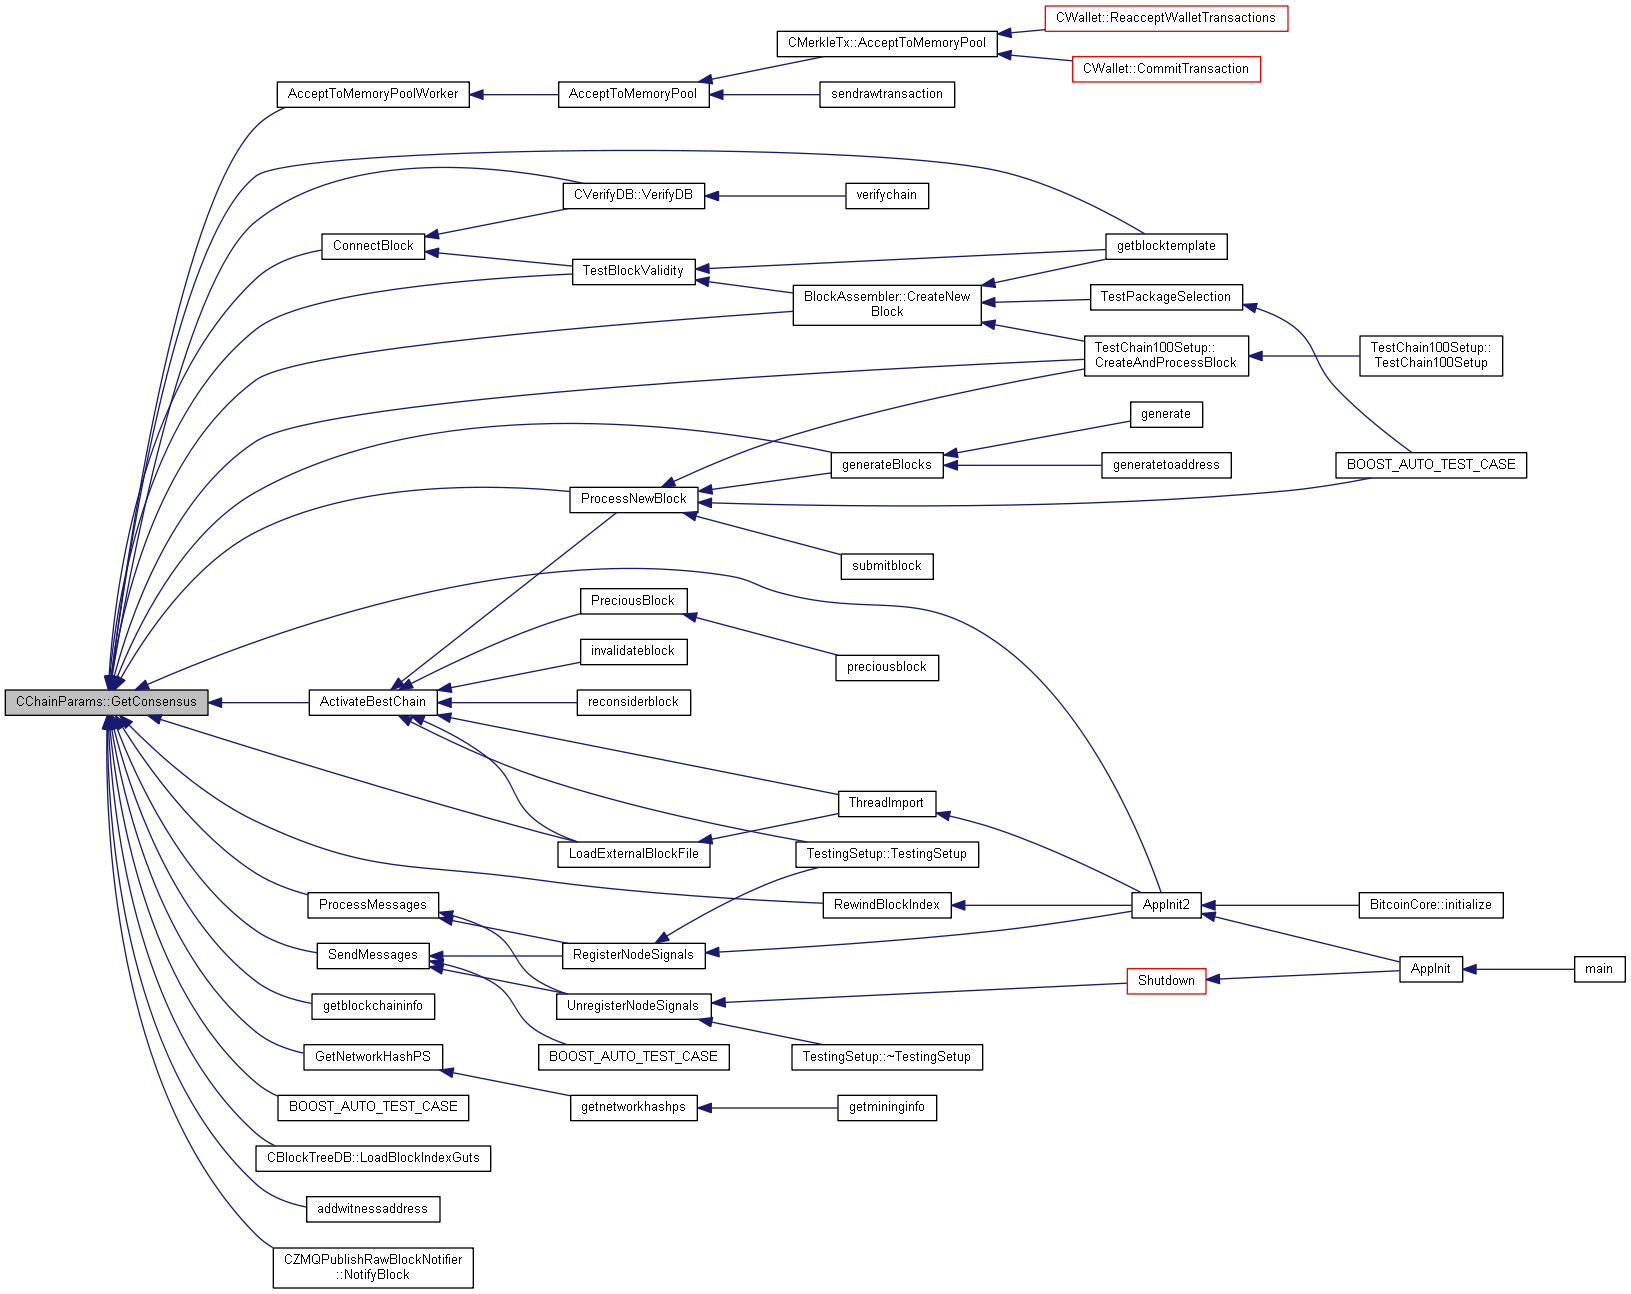 CWallet::ReacceptWalletTransactions
CMerkleTx::AcceptToMemoryPool
CWallet::CommitTransaction
AcceptToMemoryPoolWorker
AcceptToMemoryPool
sendrawtransaction
CVerifyDB::VerifyDB
verifychain
ConnectBlock
getblocktemplate
TestBlockValidity
BlockAssembler::CreateNew
Block
TestPackageSelection
TestChain100Setup::
CreateAndProcessBlock
TestChain100Setup::
TestChain100Setup
generate
generateBlocks
generatetoaddress
BOOST_AUTO_TEST_CASE
ProcessNewBlock
submitblock
PreciousBlock
invalidateblock
preciousblock
CChainParams::GetConsensus
ActivateBestChain
reconsiderblock
ThreadImport
LoadExternalBlockFile
TestingSetup::TestingSetup
ProcessMessages
RewindBlockIndex
AppInit2
BitcoinCore::initialize
SendMessages
RegisterNodeSignals
AppInit
main
Shutdown
getblockchaininfo
UnregisterNodeSignals
GetNetworkHashPS
BOOST_AUTO_TEST_CASE
TestingSetup::~TestingSetup
BOOST_AUTO_TEST_CASE
getnetworkhashps
getmininginfo
CBlockTreeDB::LoadBlockIndexGuts
addwitnessaddress
CZMQPublishRawBlockNotifier
::NotifyBlock